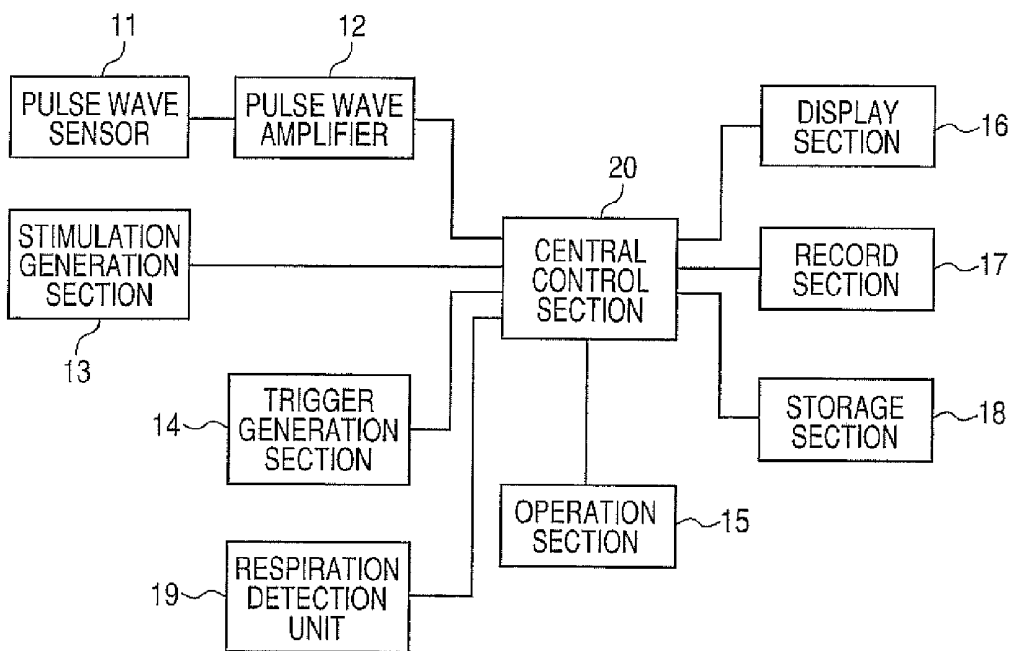 11
PULSE WAVE
SENSOR
12
PULSE WAVE
AMPLIFIER
STIMULATION
GENERATION
SECTION
13
14
TRIGGER
GENERATION
SECTION
19
RESPIRATION
DETECTION
UNIT
20
CENTRAL
CONTROL
SECTION
OPERATION
SECTION
15
DISPLAY
SECTION
16
RECORD
SECTION
17
STORAGE
SECTION
18